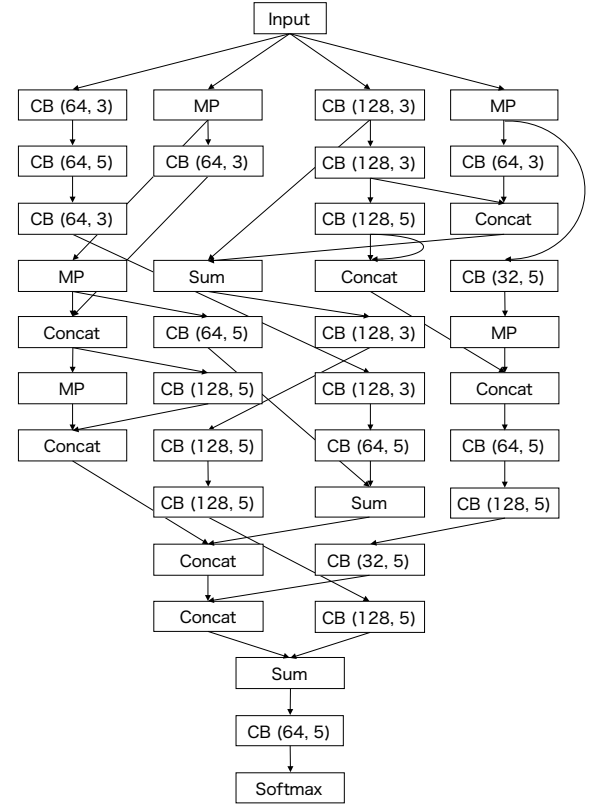 Input
CB (64, 3)
MP
CB (128, 3)
MP
CB (64, 5)
CB (64, 3)
CB (128, 3)
CB (64, 3)
CB (64, 3)
CB (128, 5)
Concat
MP
Sum
Concat
CB (32, 5)
Concat
CB (64, 5)
CB (128, 3)
MP
MP
CB (128, 5)
CB (128, 3)
Concat
Concat
CB (128, 5)
CB (64, 5)
CB (64, 5)
CB (128, 5)
Sum
CB (128, 5)
Concat
CB (32, 5)
Concat
CB (128, 5)
Sum
CB (64, 5)
Softmax